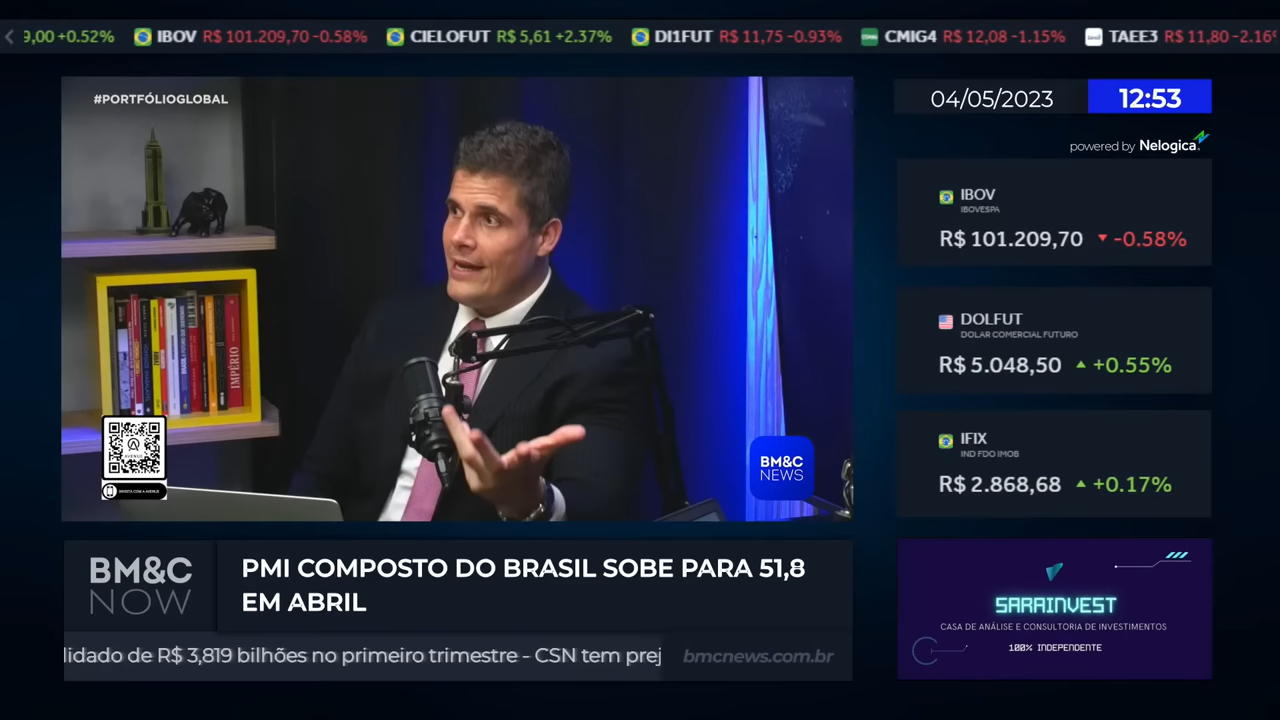 9,00 +0.52% IBOV R$ 101.209,70 -0.58% CIELOFUT R$ 5,61 +2.37% DI1FUT R$ 11,75 -0.93% CMIG4 R$ 12,08 -1.15% TAEE3 R$ 11,80 -2.16
#PORTFÓLIOGLOBAL
04/05/2023 12:53
powered by Nelogica
IBOV
IBOVESPA
R$ 101.209,70 -0.58%
DOLFUT
DOLAR COMERCIAL FUTURO
R$ 5.048,50 +0.55%
IFIX
IND FDO IMOB
R$ 2.868,68 +0.17%
IMPÉRIO
AVENUE
INVISTA COM A AVENUE
BM&C
NEWS
BM&C
NOW
PMI COMPOSTO DO BRASIL SOBE PARA 51,8
EM ABRIL
lidado de R$ 3,819 bilhões no primeiro trimestre - CSN tem prej
bmcnews.com.br
SARAINVEST
CASA DE ANÁLISE E CONSULTORIA DE INVESTIMENTOS
100% INDEPENDENTE